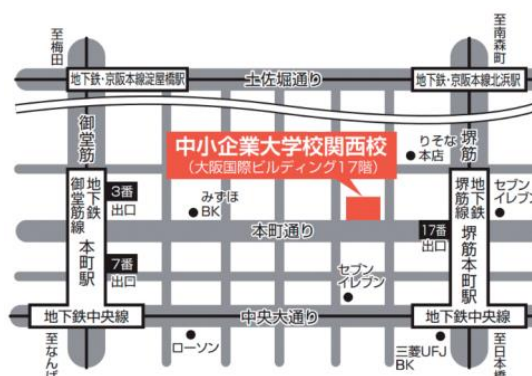 至梅田
至南森町
地下鉄・京阪本線淀屋橋駅
土佐堀通り
地下鉄・京阪本線北浜駅
御堂筋
中小企業大学校関西校
(大阪国際ビルディング17階)
りそな
本店
堺筋
地下鉄
御堂筋線
本町駅
3番
出口
みずほ
BK
本町通り
17番
出口
地下鉄
堺筋線
堺筋本町駅
セブン
イレブン
7番
出口
セブン
イレブン
地下鉄中央線
中央大通り
地下鉄中央線
至なんば
ローソン
三菱UFJ
BK
至日本橋